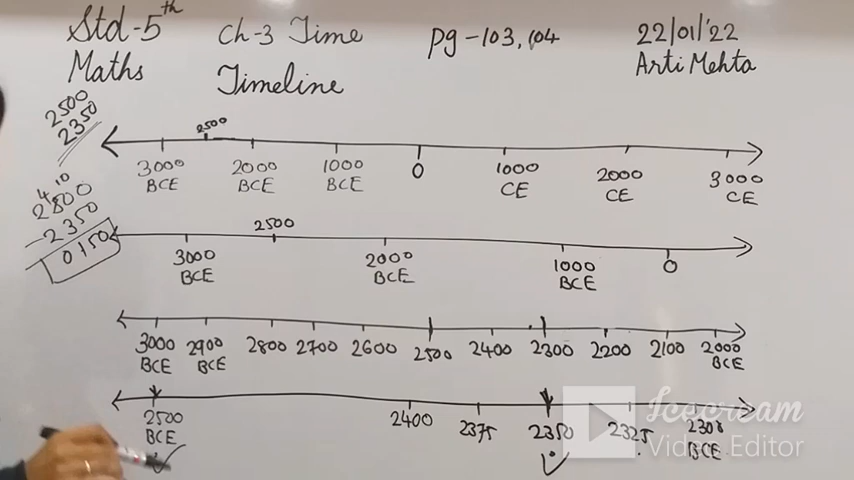 Std-5th Ch-3 Time pg-103,104 22/01/'22
Maths Timeline Arti Mehta
2500
2350
2500
3000 BCE 2000 BCE 1000 BCE 0 1000 CE 2000 CE 3000 CE
4 10
2500
-2350
0150
2500
3000 BCE 2000 BCE 1000 BCE 0
3000 BCE 2900 BCE 2800 2700 2600 2500 2400 2300 2200 2100 2000 BCE
2500 BCE 2400 2375 2350 2325 2300 BCE
Icecream
Video Editor